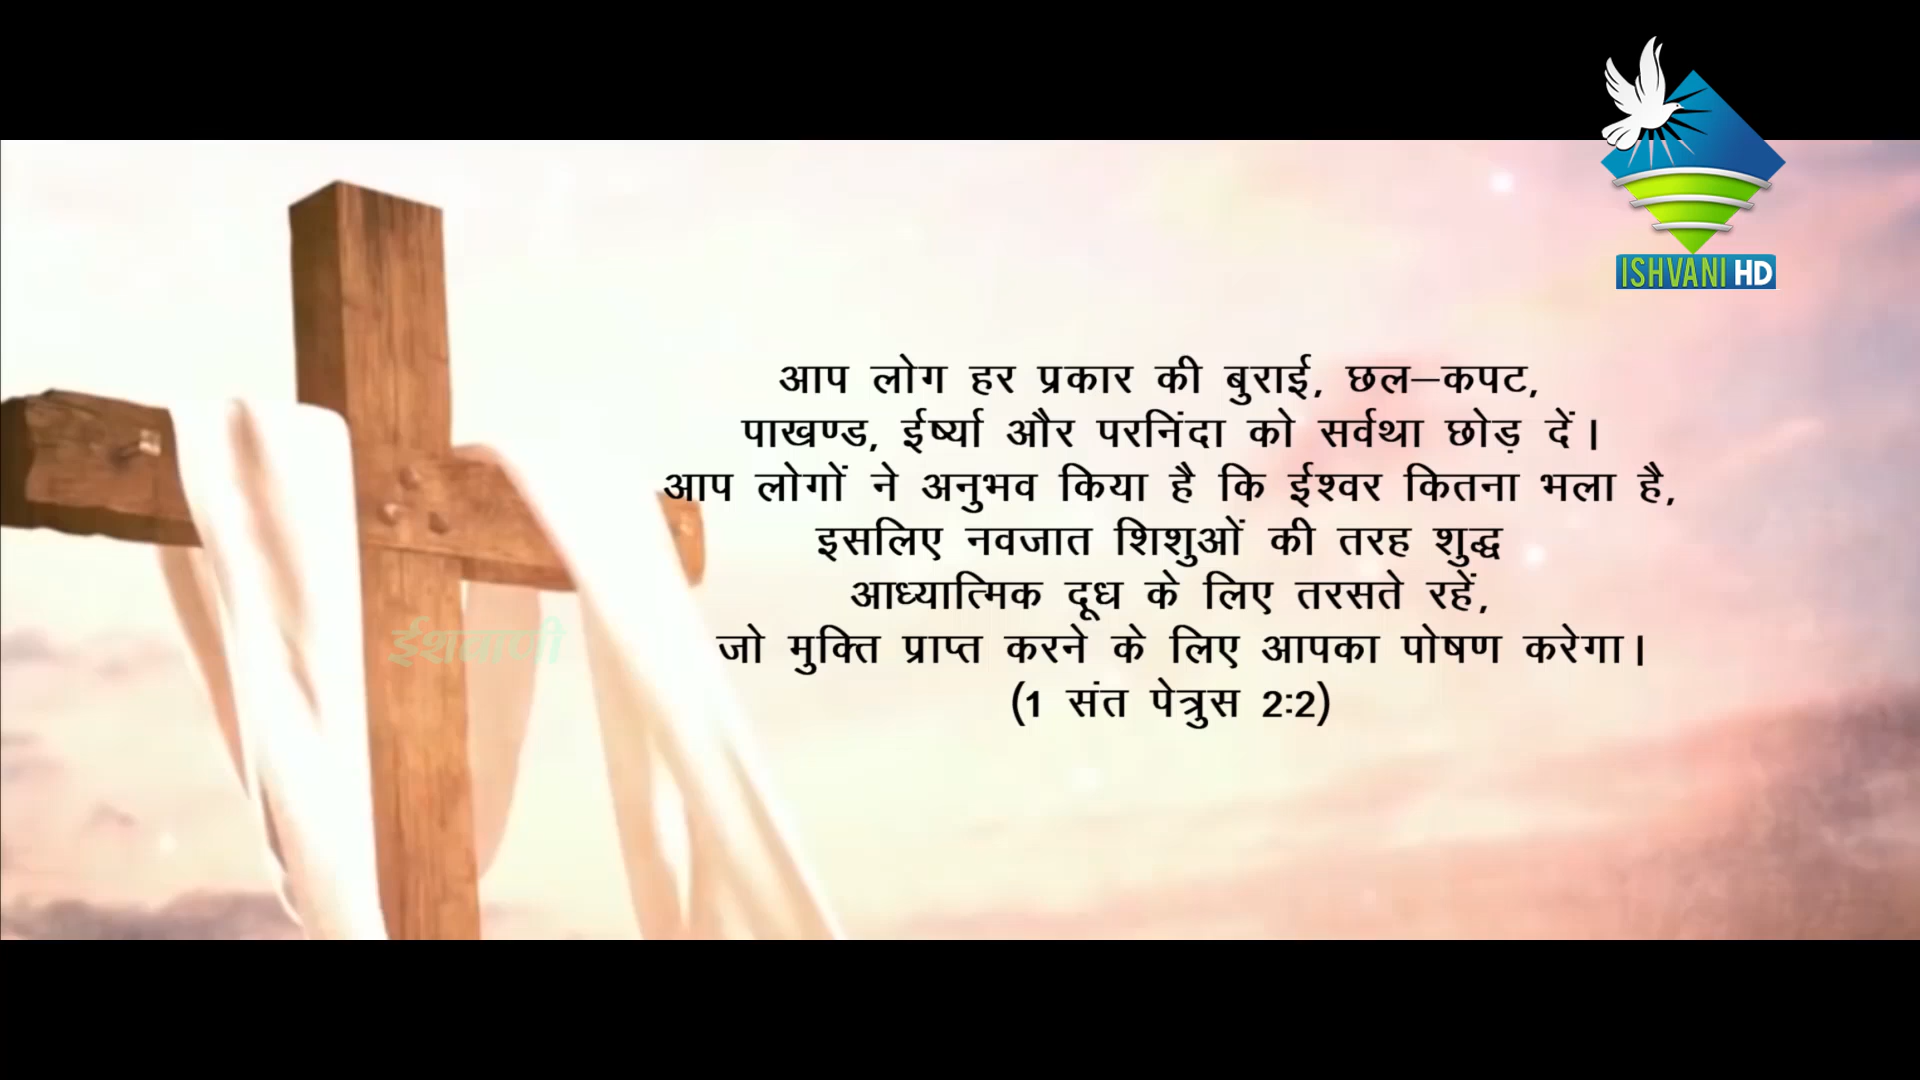 ISHVANI HD
आप लोग हर प्रकार की बुराई, छल–कपट,
पाखण्ड, ईर्ष्या और परनिंदा को सर्वथा छोड़ दें।
आप लोगों ने अनुभव किया है कि ईश्वर कितना भला है,
इसलिए नवजात शिशुओं की तरह शुद्ध
आध्यात्मिक दूध के लिए तरसते रहें,
ईशवाणी
जो मुक्ति प्राप्त करने के लिए आपका पोषण करेगा।
(1 संत पेत्रुस 2:2)